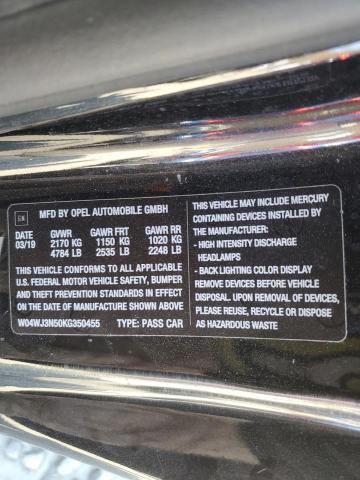 GM
MFD BY OPEL AUTOMOBILE GMBH
DATE GVWR GAWR FR GAWR RR
03/19 2170 KG 1150 KG 1020 KG
4784 LB 2535 LB 2248 LB
THIS VEHICLE CONFORMS TO ALL APPLICABLE
U.S. FEDERAL MOTOR VEHICLE SAFETY, BUMPER
AND THEFT PREVENTION STANDARDS IN EFFECT
ON THE DATE OF MANUFACTURE SHOWN ABOVE
W04WJ3N50KG350455 TYPE: PASS CAR
THIS VEHICLE MAY INCLUDE MERCURY
CONTAINING DEVICES INSTALLED BY
THE MANUFACTURER:
- HIGH INTENSITY DISCHARGE
HEADLAMPS
- BACK LIGHTING COLOR DISPLAY
REMOVE DEVICES BEFORE VEHICLE
DISPOSAL. UPON REMOVAL OF DEVICES,
PLEASE REUSE, RECYCLE OR DISPOSE
AS HAZARDOUS WASTE